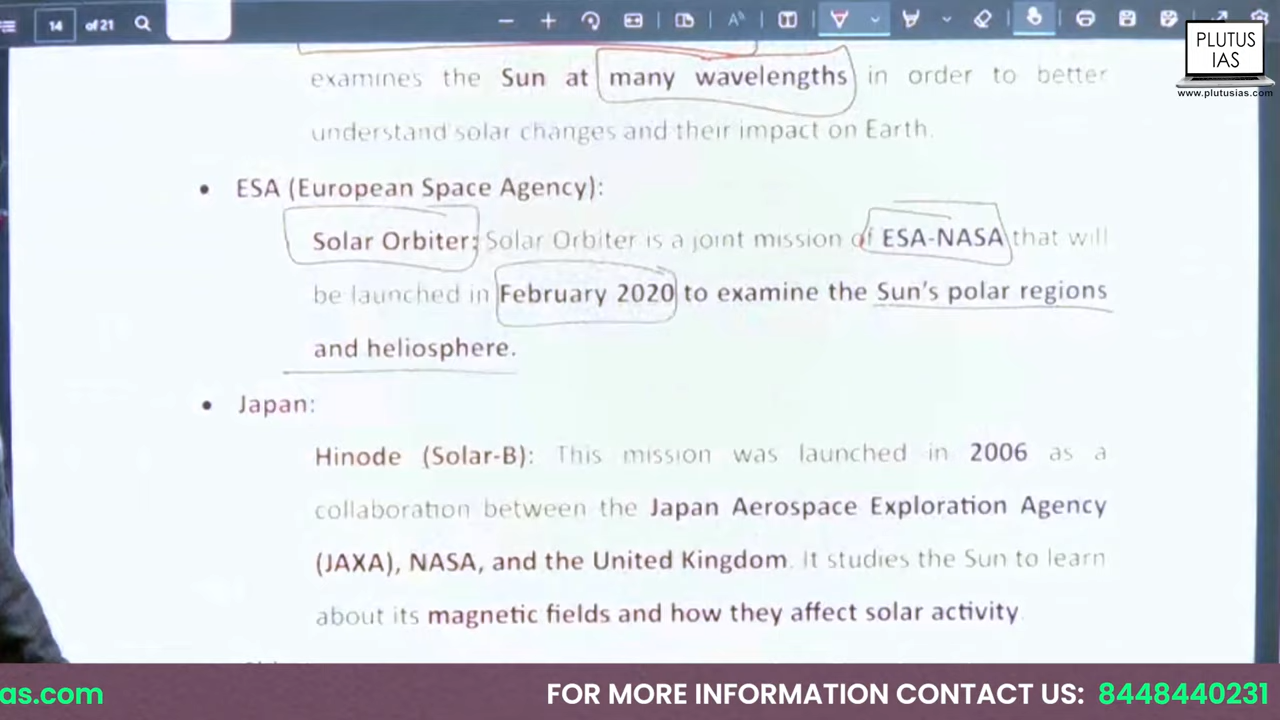 14 of 21
PLUTUS
IAS
www.plutusias.com
examines the Sun at many wavelengths in order to better
understand solar changes and their impact on Earth.
• ESA (European Space Agency):
Solar Orbiter: Solar Orbiter is a joint mission of ESA-NASA that will
be launched in February 2020 to examine the Sun's polar regions
and heliosphere.
• Japan:
Hinode (Solar-B): This mission was launched in 2006 as a
collaboration between the Japan Aerospace Exploration Agency
(JAXA), NASA, and the United Kingdom. It studies the Sun to learn
about its magnetic fields and how they affect solar activity.
as.com FOR MORE INFORMATION CONTACT US: 8448440231